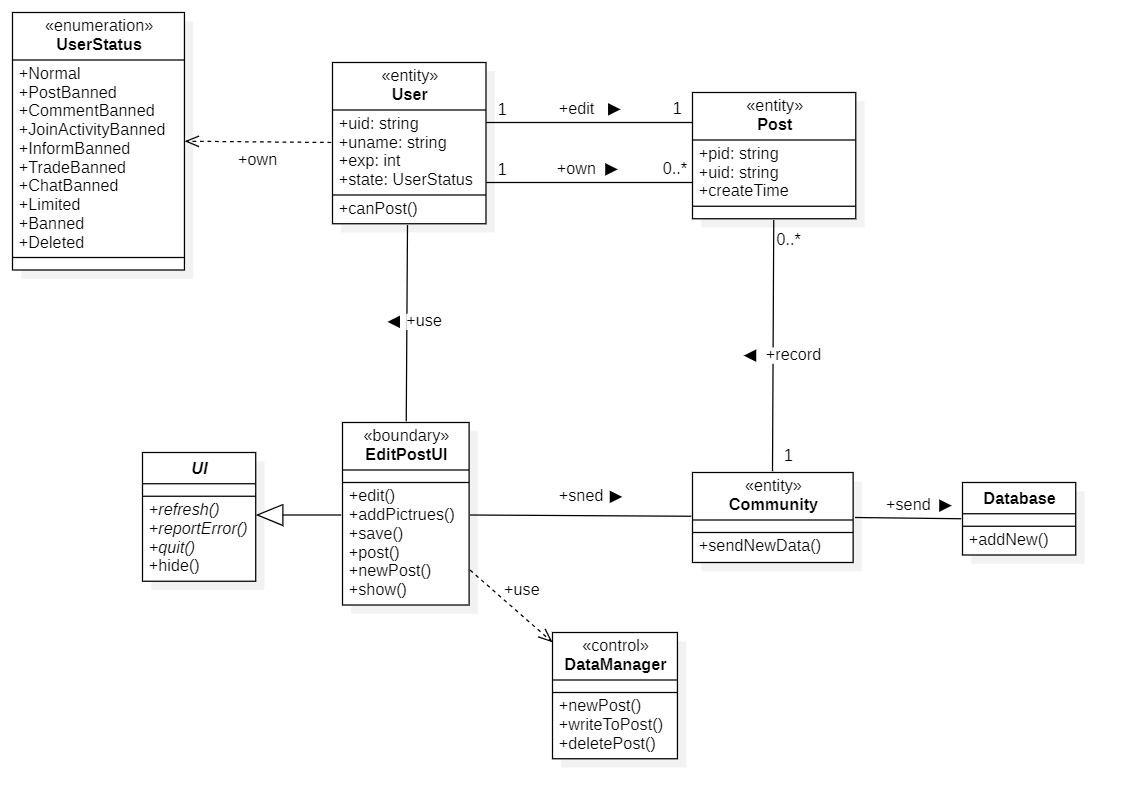 «enumeration»
UserStatus
+Normal
+PostBanned
+CommentBanned
+JoinActivityBanned
+InformBanned
+TradeBanned
+ChatBanned
+Limited
+Banned
+Deleted
+own
«entity»
User
+uid: string
+uname: string
+exp: int
+state: UserStatus
+canPost()
1
+edit ►
1
1
+own ►
0..*
«entity»
Post
+pid: string
+uid: string
+createTime
0..*
◄ +use
◄ +record
1
UI
+refresh()
+reportError()
+quit()
+hide()
«boundary»
EditPostUI
+edit()
+addPictrues()
+save()
+post()
+newPost()
+show()
+sned ►
«entity»
Community
+sendNewData()
+send ►
Database
+addNew()
+use
«control»
DataManager
+newPost()
+writeToPost()
+deletePost()